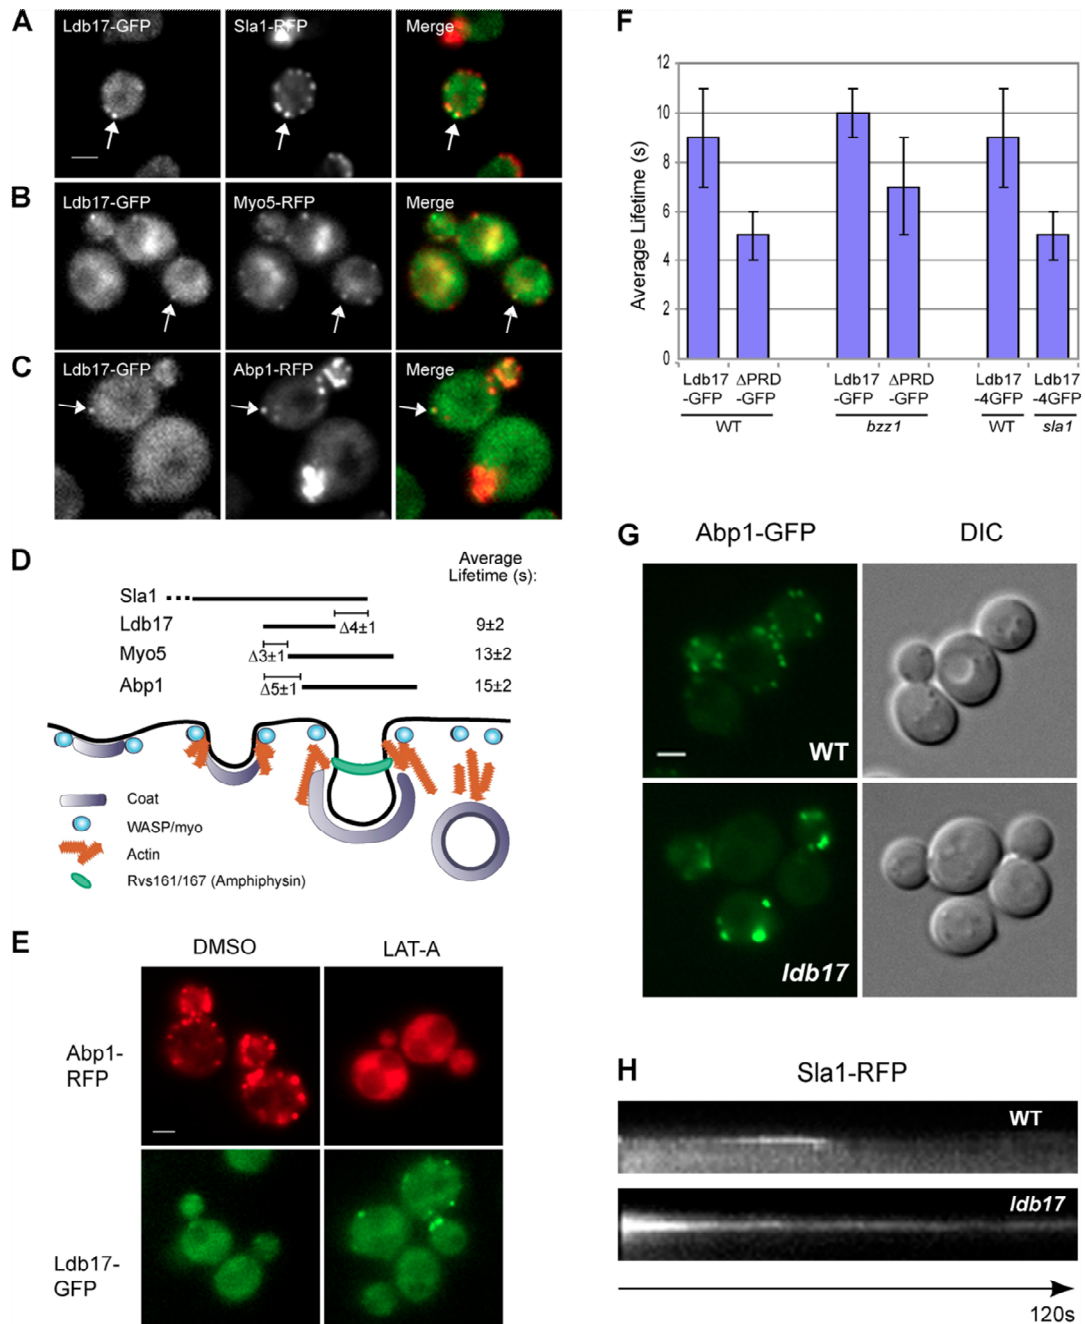 A
Ldb17-GFP
Sla1-RFP
Merge
B
Ldb17-GFP
Myo5-RFP
Merge
C
Ldb17-GFP
Abp1-RFP
Merge
D
Average
Lifetime (s):
Sla1
Ldb17
Δ4±1
9±2
Myo5
Δ3±1
13±2
Abp1
Δ5±1
15±2
Coat
WASP/myo
Actin
Rvs161/167 (Amphiphysin)
E
DMSO
LAT-A
Abp1-
RFP
Ldb17-
GFP
F
Average Lifetime (s)
12
10
8
6
4
2
0
Ldb17 ΔPRD Ldb17 ΔPRD Ldb17 Ldb17
-GFP -GFP -GFP -GFP -4GFP -4GFP
WT bzz1 WT sla1
G
Abp1-GFP
DIC
WT
ldb17
H
Sla1-RFP
WT
ldb17
120s